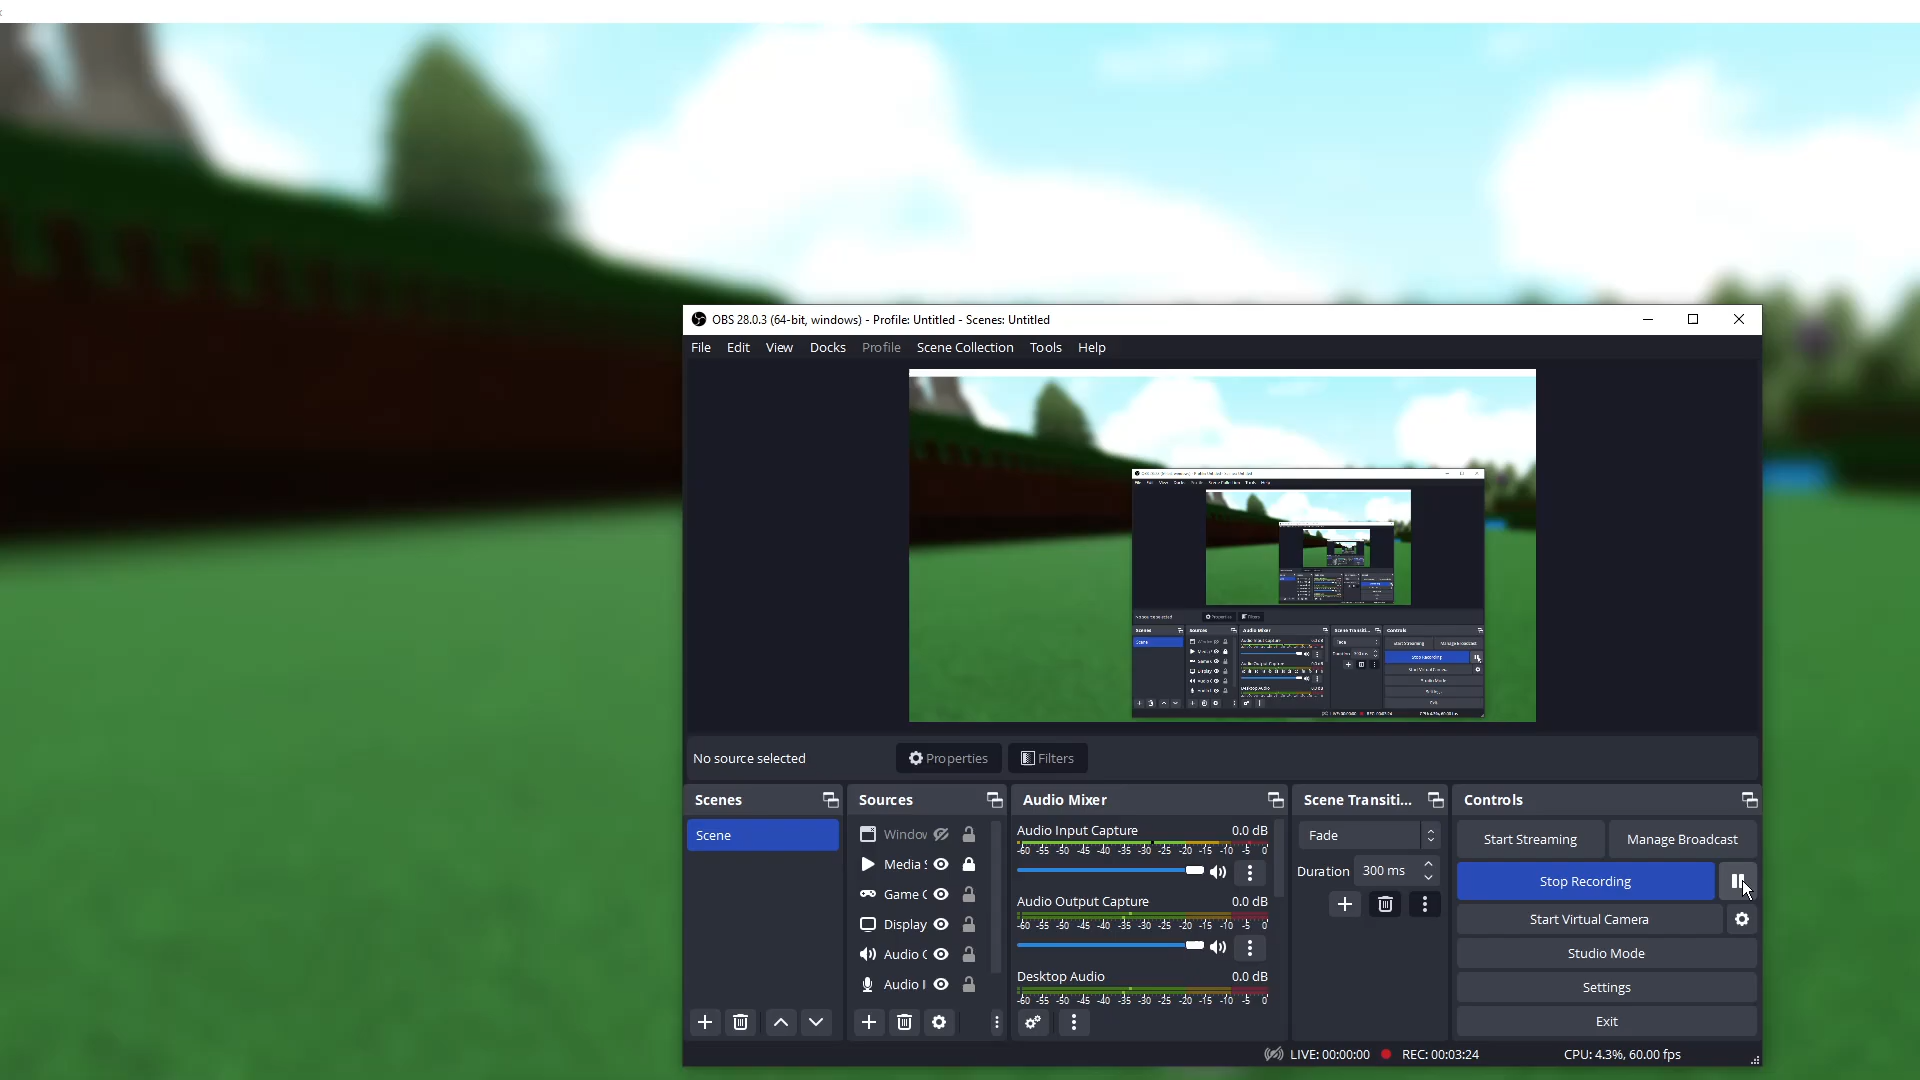 OBS 28.0.3 (64-bit, windows) - Profile: Untitled - Scenes: Untitled
File Edit View Docks Profile Scene Collection Tools Help
No source selected Properties Filters
Scenes
Scene
Sources
Window
Media S
Game C
Display
Audio O
Audio I
Audio Mixer
Audio Input Capture 0.0 dB
-60 -55 -50 -45 -40 -35 -30 -25 -20 -15 -10 -5 0
Audio Output Capture 0.0 dB
-60 -55 -50 -45 -40 -35 -30 -25 -20 -15 -10 -5 0
Desktop Audio 0.0 dB
-60 -55 -50 -45 -40 -35 -30 -25 -20 -15 -10 -5 0
Scene Transiti...
Fade
Duration 300 ms
Controls
Start Streaming Manage Broadcast
Stop Recording
Start Virtual Camera
Studio Mode
Settings
Exit
LIVE: 00:00:00 REC: 00:03:24 CPU: 4.3%, 60.00 fps